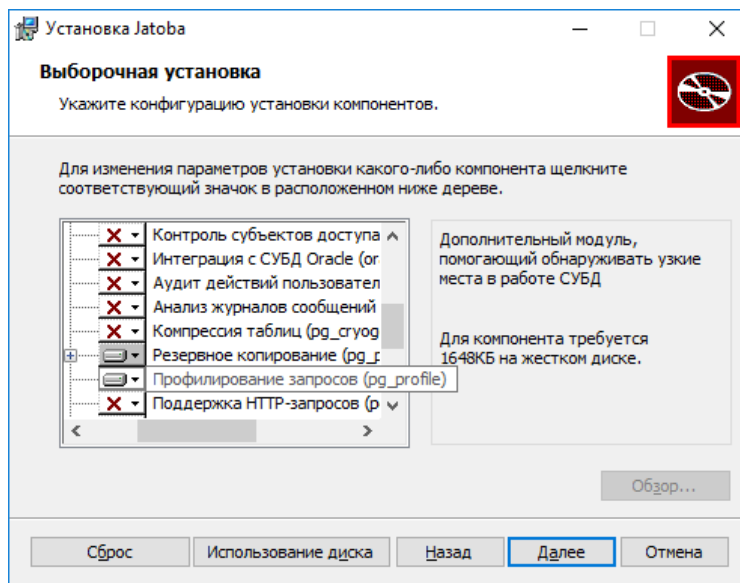 Установка Jatoba
Выборочная установка
Укажите конфигурацию установки компонентов.
Для изменения параметров установки какого-либо компонента щелкните
соответствующий значок в расположенном ниже дереве.
Контроль субъектов доступа
Интеграция с СУБД Oracle (or
Аудит действий пользовател
Анализ журналов сообщений
Компрессия таблиц (pg_cryog
Резервное копирование (pg_p
Профилирование запросов (pg_profile)
Поддержка HTTP-запросов (p
Дополнительный модуль,
помогающий обнаруживать узкие
места в работе СУБД
Для компонента требуется
1648КБ на жестком диске.
Обзор...
Сброс
Использование диска
Назад
Далее
Отмена